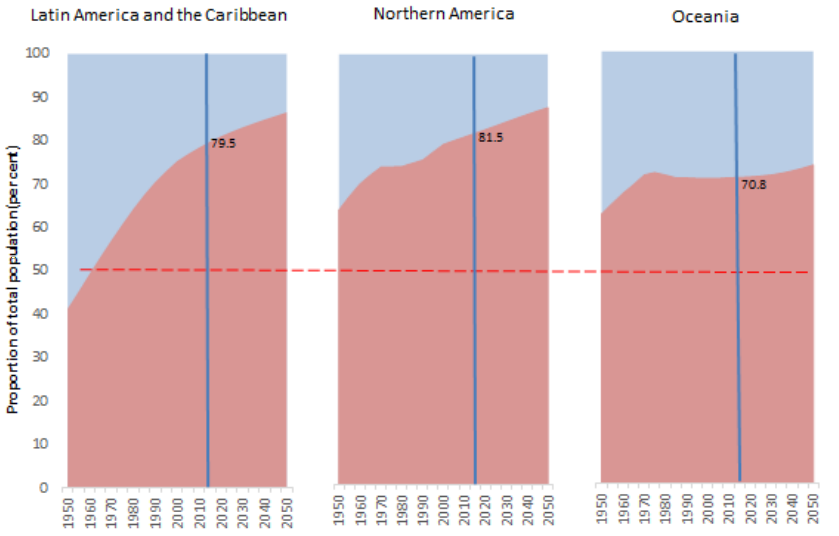 Latin America and the Caribbean
Northern America
Oceania
Proportion of total population(per cent)
100
90
80
70
60
50
40
30
20
10
0
79.5
81.5
70.8
1950 1960 1970 1980 1990 2000 2010 2020 2030 2040 2050
1950 1960 1970 1980 1990 2000 2010 2020 2030 2040 2050
1950 1960 1970 1980 1990 2000 2010 2020 2030 2040 2050